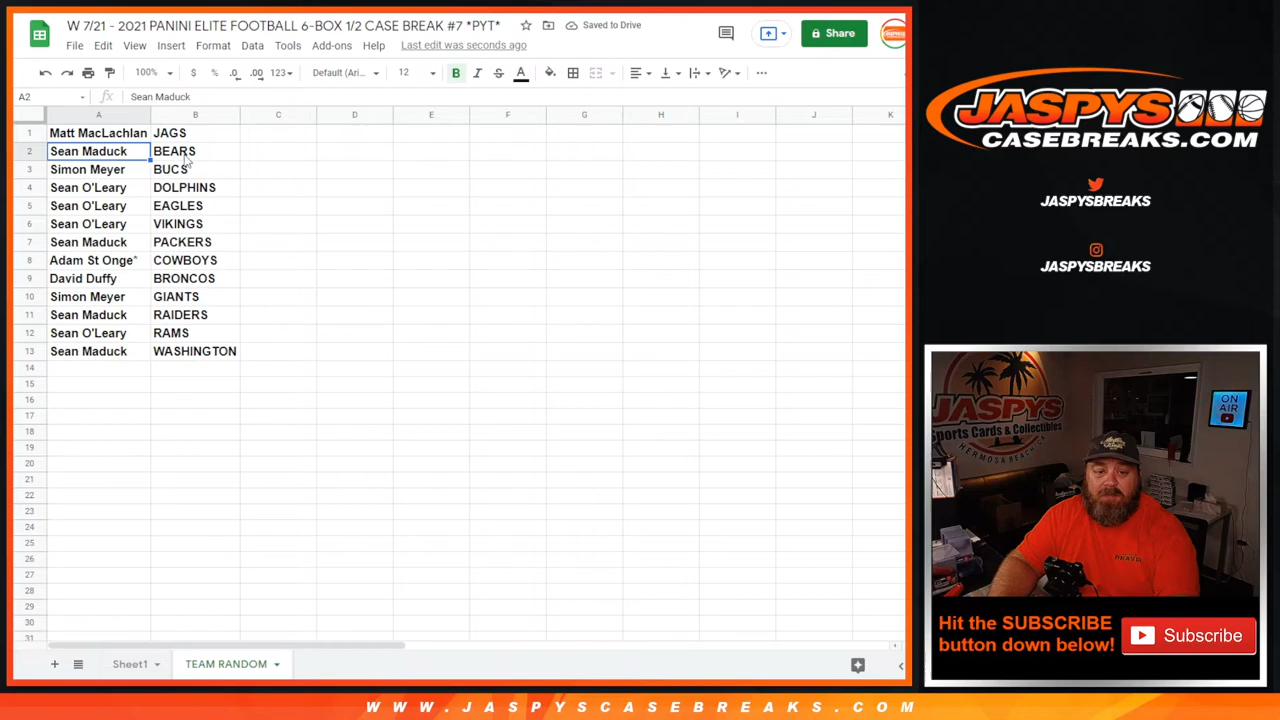 W 7/21 - 2021 PANINI ELITE FOOTBALL 6-BOX 1/2 CASE BREAK #7 *PYT*
Saved to Drive
File Edit View Insert Format Data Tools Add-ons Help Last edit was seconds ago
Share
100% $ % .0 .00 123 Default (Ari... 12 B I S A
A2 fx Sean Maduck
A B C D E F G H I J K
1 Matt MacLachlan JAGS
2 Sean Maduck BEARS
3 Simon Meyer BUCS
4 Sean O'Leary DOLPHINS
5 Sean O'Leary EAGLES
6 Sean O'Leary VIKINGS
7 Sean Maduck PACKERS
8 Adam St Onge* COWBOYS
9 David Duffy BRONCOS
10 Simon Meyer GIANTS
11 Sean Maduck RAIDERS
12 Sean O'Leary RAMS
13 Sean Maduck WASHINGTON
14
15
16
17
18
19
20
21
22
23
24
25
26
27
28
29
30
31
Sheet1 TEAM RANDOM
JASPYS
CASEBREAKS.COM
JASPYSBREAKS
JASPYSBREAKS
JASPYS
Sports Cards & Collectibles
HERMOSA BEACH, CA
ON
AIR
Hit the SUBSCRIBE
button down below!
Subscribe
WWW.JASPYSCASEBREAKS.COM